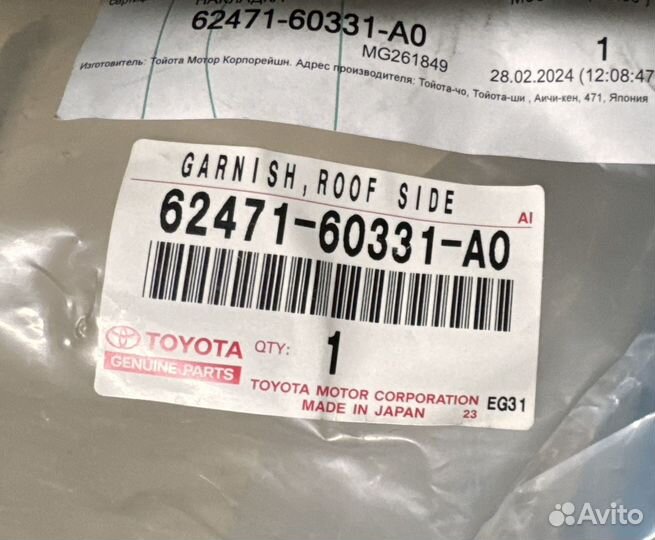 62471-60331-A0
MG261849
1
Изготовитель: Тойота Мотор Корпорейшн. Адрес производителя: Тойота-чо, Тойота-ши , Аичи-кен, 471, Япония
28.02.2024 (12:08:47
GARNISH,ROOF SIDE
AI
62471-60331-A0
TOYOTA
GENUINE PARTS
QTY: 1
TOYOTA MOTOR CORPORATION
MADE IN JAPAN 23 EG31
Avito